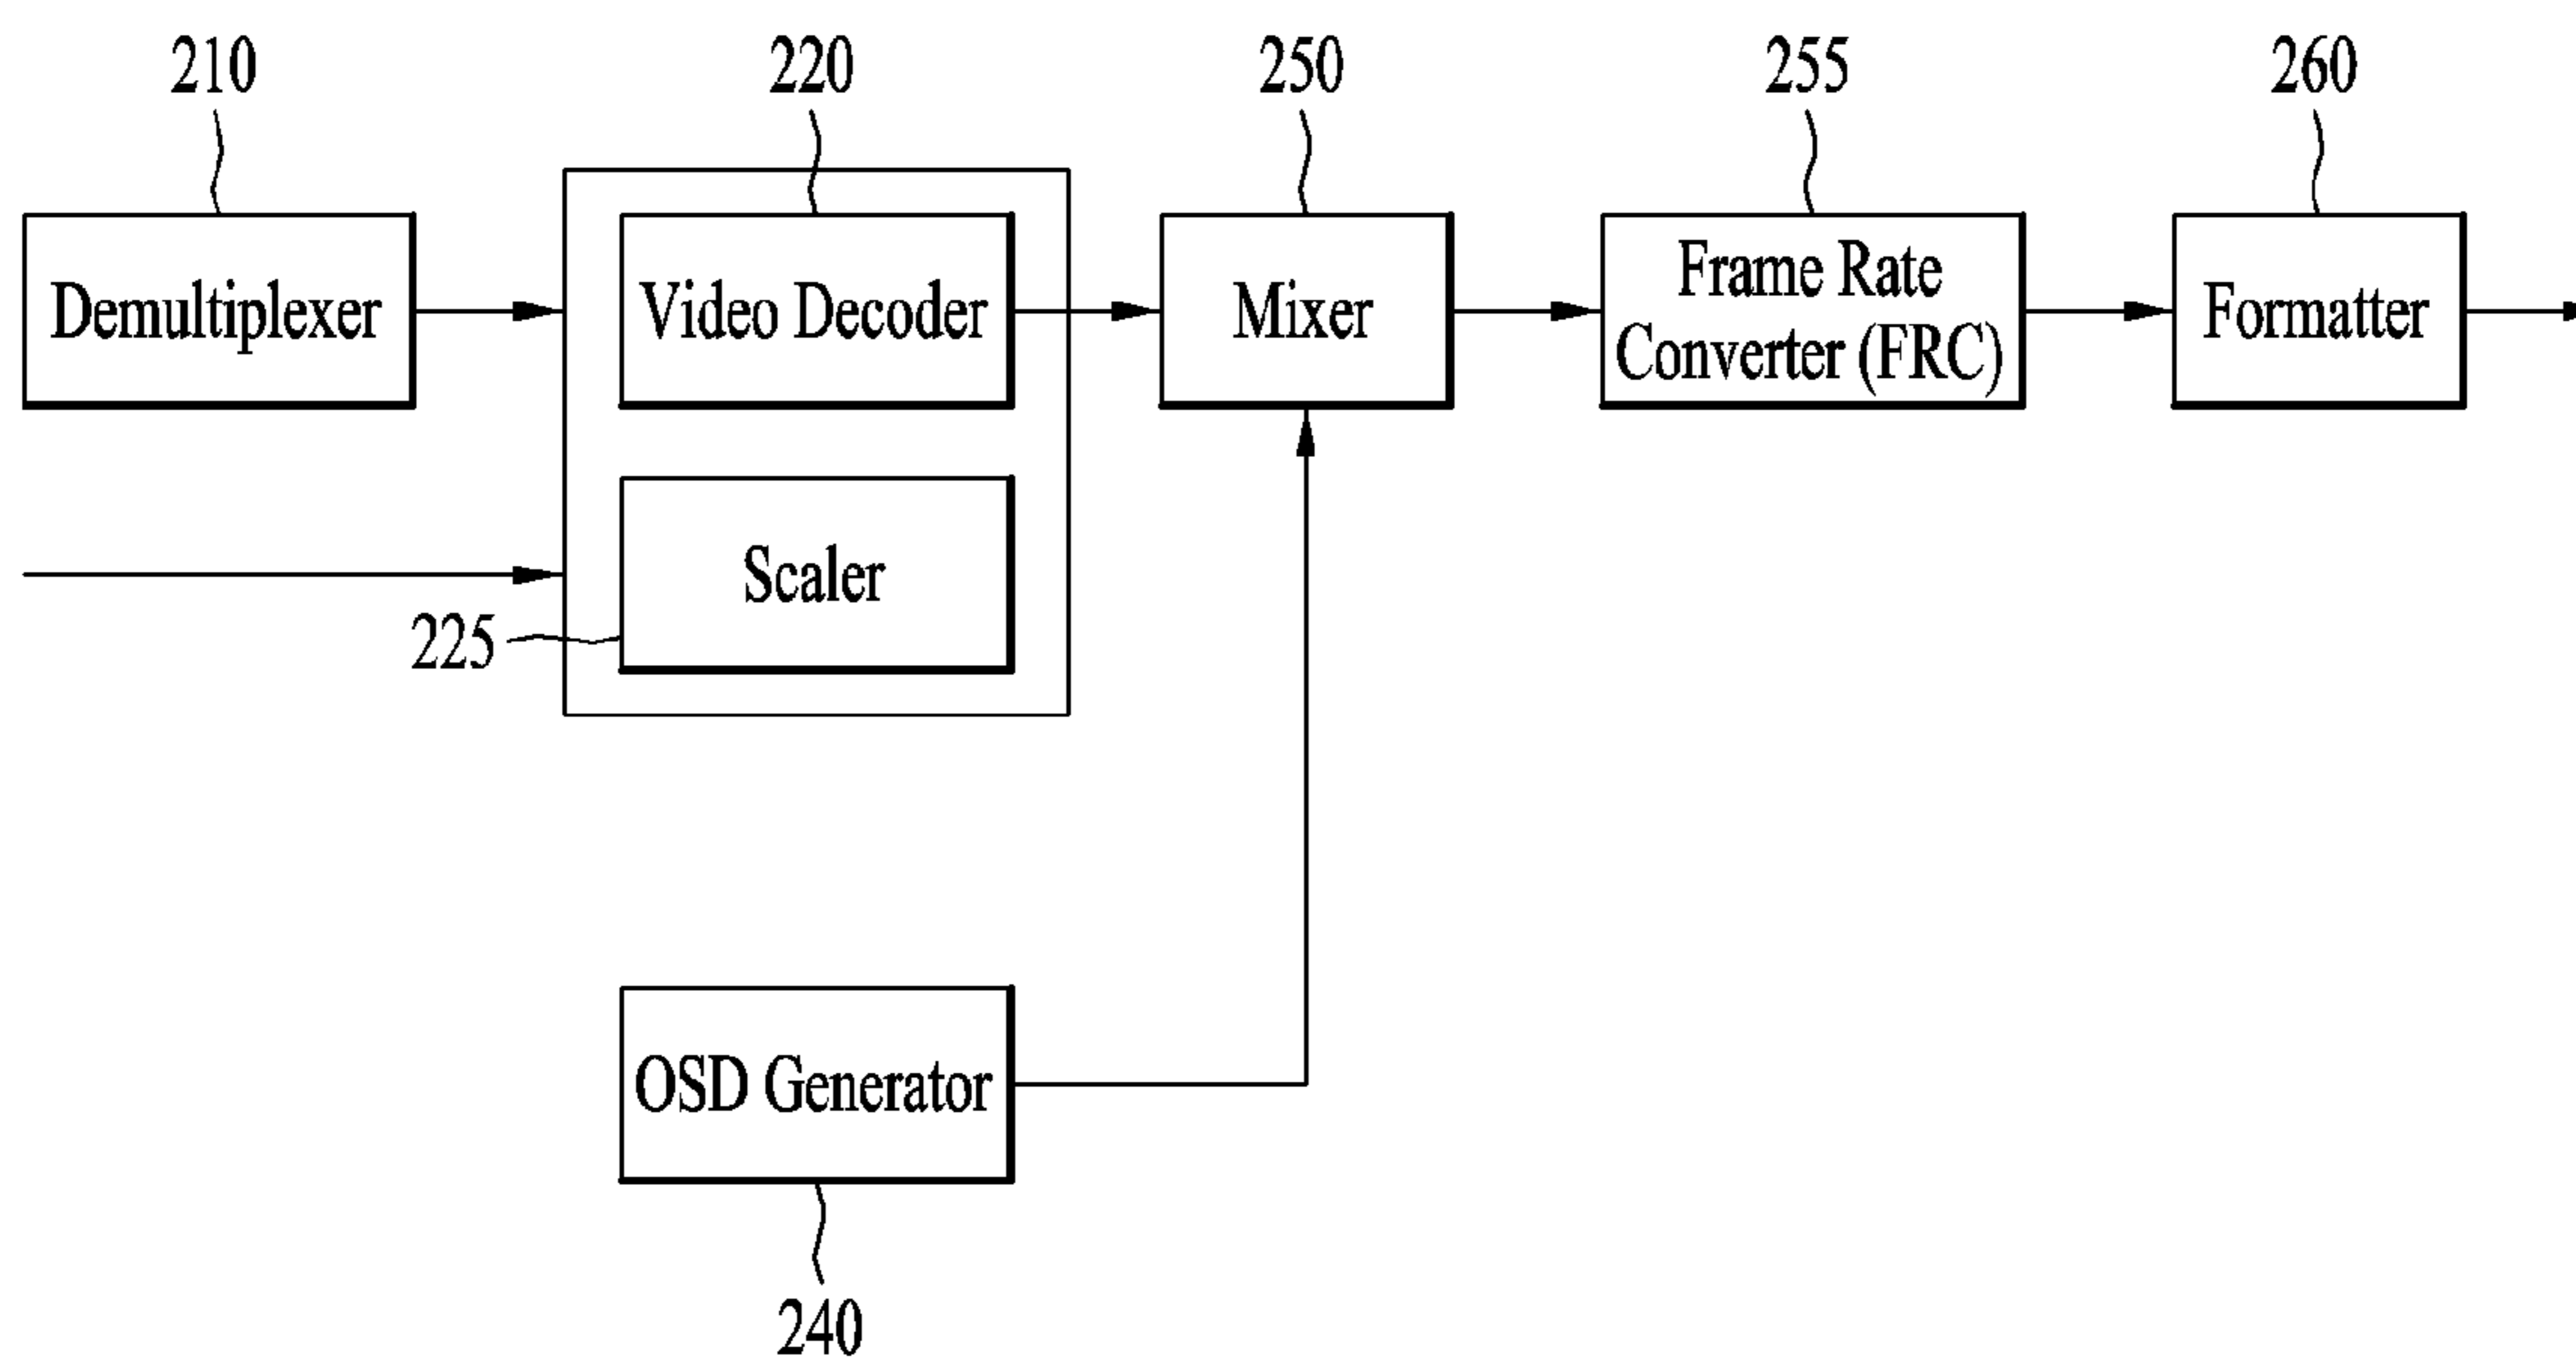 210
220
250
255
260
Demultiplexer
Video Decoder
Mixer
Frame Rate
Converter (FRC)
Formatter
Scaler
225
OSD Generator
240